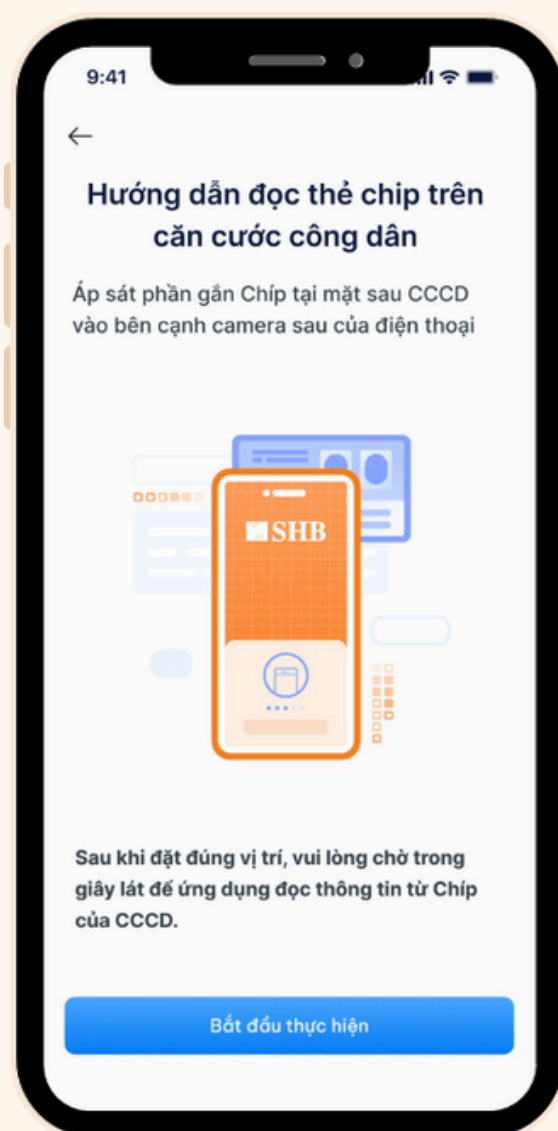 9:41
Hướng dẫn đọc thẻ chip trên
căn cước công dân
Áp sát phần gắn Chíp tại mặt sau CCCD
vào bên cạnh camera sau của điện thoại
SHB
Sau khi đặt đúng vị trí, vui lòng chờ trong
giây lát để ứng dụng đọc thông tin từ Chíp
của CCCD.
Bắt đầu thực hiện